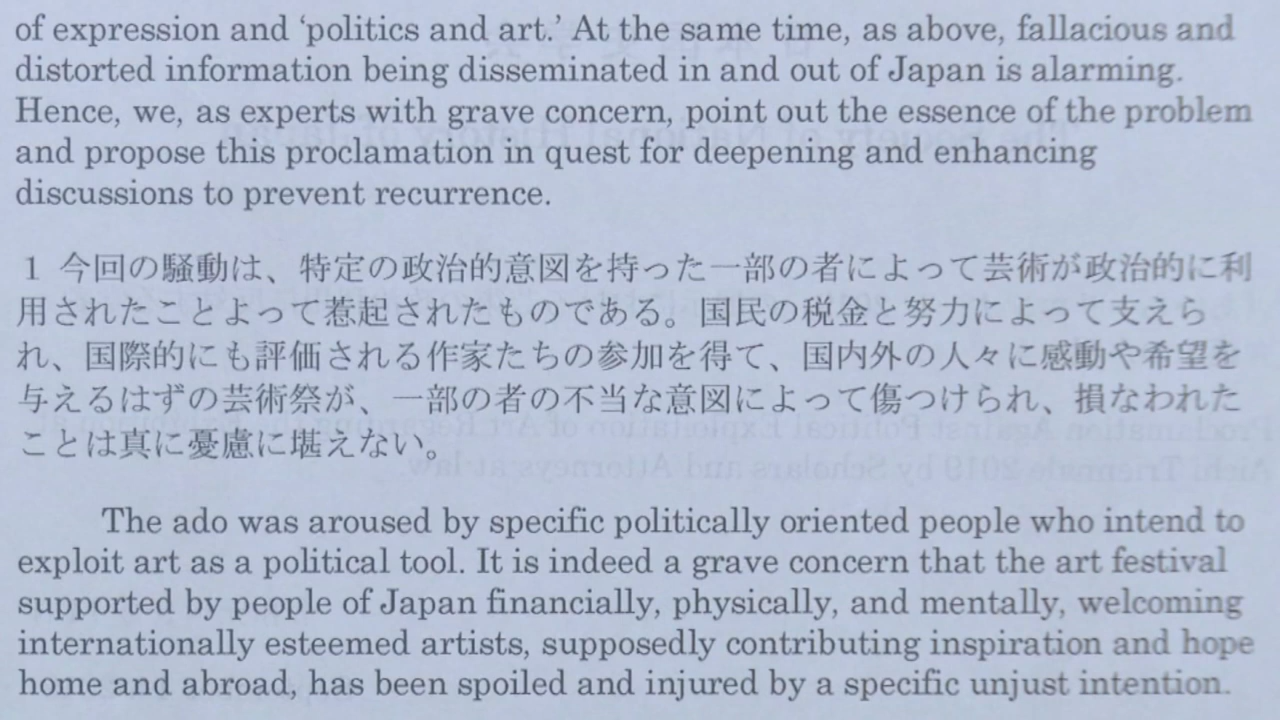 of expression and ‘politics and art.’ At the same time, as above, fallacious and
distorted information being disseminated in and out of Japan is alarming.
Hence, we, as experts with grave concern, point out the essence of the problem
and propose this proclamation in quest for deepening and enhancing
discussions to prevent recurrence.
1 今回の騒動は、特定の政治的意図を持った一部の者によって芸術が政治的に利
用されたことよって惹起されたものである。国民の税金と努力によって支えら
れ、国際的にも評価される作家たちの参加を得て、国内外の人々に感動や希望を
与えるはずの芸術祭が、一部の者の不当な意図によって傷つけられ、損なわれた
ことは真に憂慮に堪えない。
The ado was aroused by specific politically oriented people who intend to
exploit art as a political tool. It is indeed a grave concern that the art festival
supported by people of Japan financially, physically, and mentally, welcoming
internationally esteemed artists, supposedly contributing inspiration and hope
home and abroad, has been spoiled and injured by a specific unjust intention.